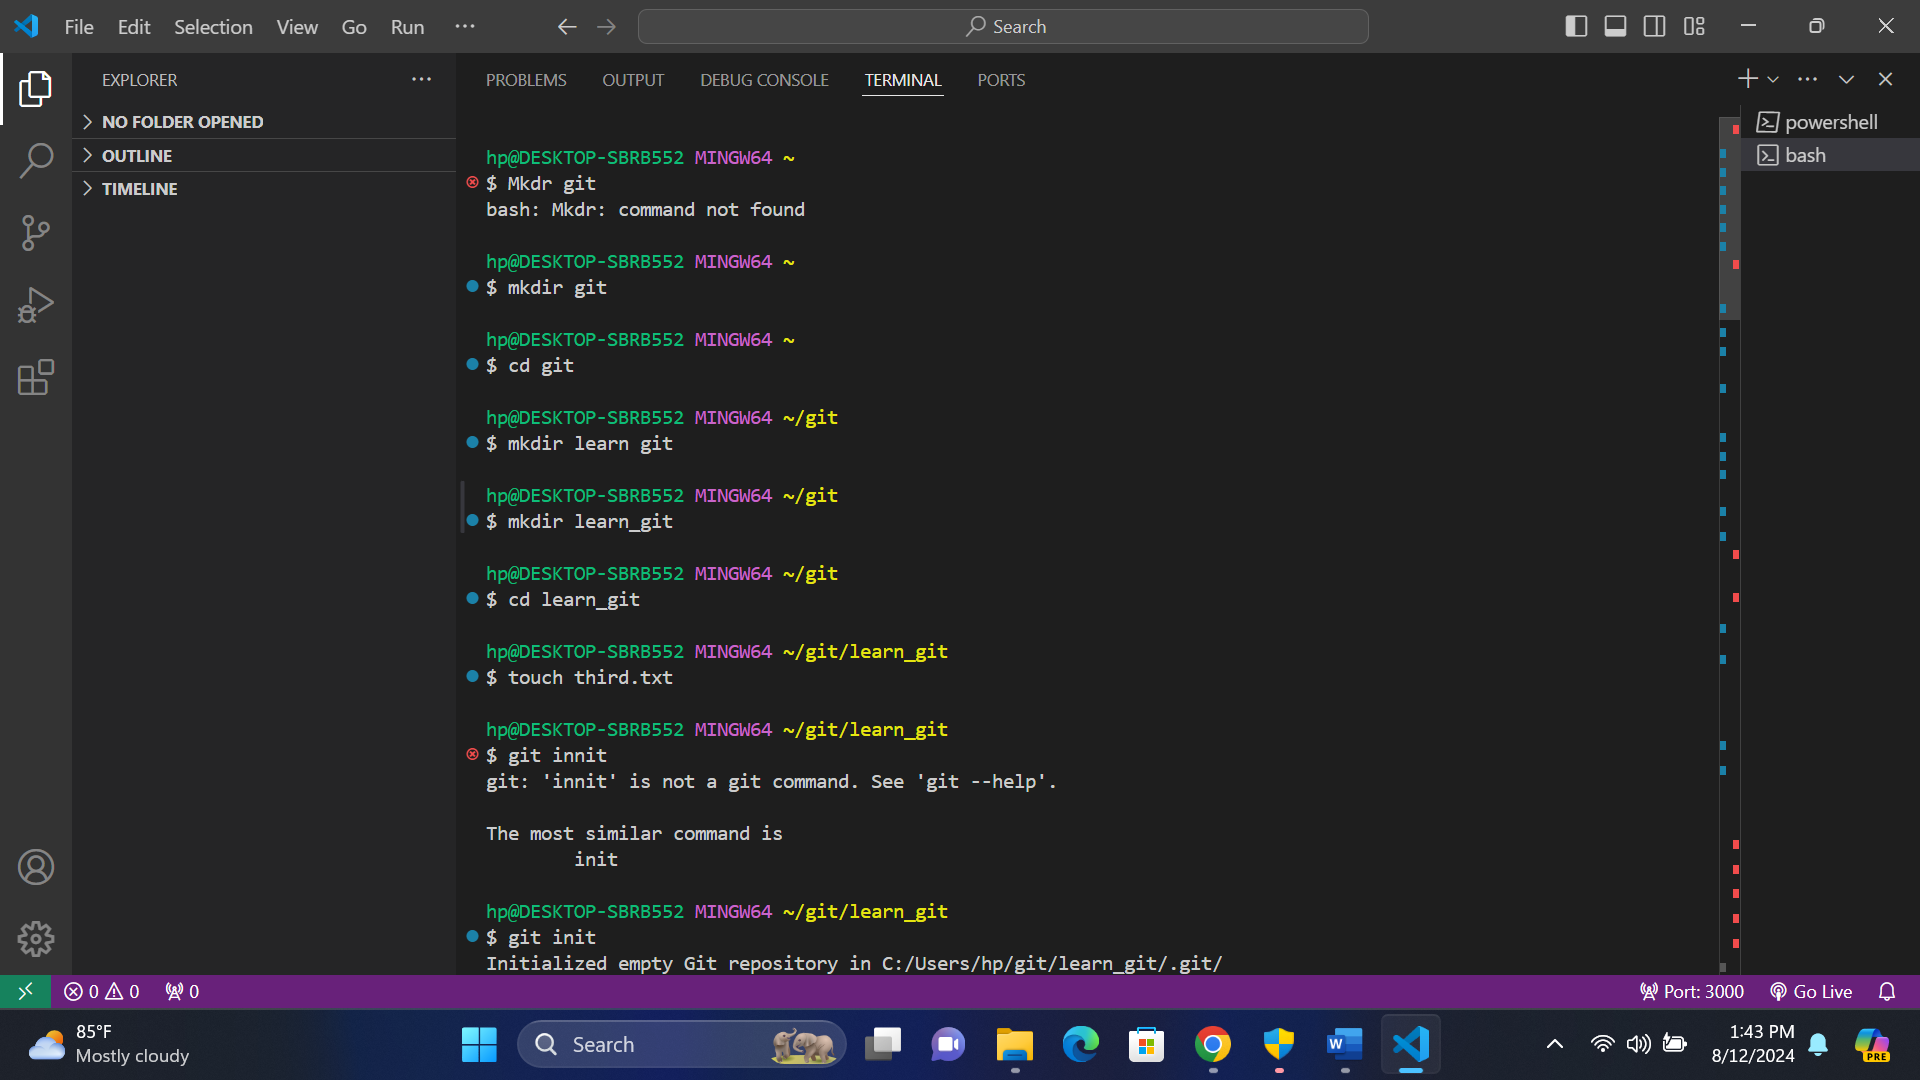 File Edit Selection View Go Run ···
Search
EXPLORER ···
NO FOLDER OPENED
OUTLINE
TIMELINE
PROBLEMS OUTPUT DEBUG CONSOLE TERMINAL PORTS
powershell
bash
hp@DESKTOP-SBRB552 MINGW64 ~
$ Mkdr git
bash: Mkdr: command not found
hp@DESKTOP-SBRB552 MINGW64 ~
$ mkdir git
hp@DESKTOP-SBRB552 MINGW64 ~
$ cd git
hp@DESKTOP-SBRB552 MINGW64 ~/git
$ mkdir learn git
hp@DESKTOP-SBRB552 MINGW64 ~/git
$ mkdir learn_git
hp@DESKTOP-SBRB552 MINGW64 ~/git
$ cd learn_git
hp@DESKTOP-SBRB552 MINGW64 ~/git/learn_git
$ touch third.txt
hp@DESKTOP-SBRB552 MINGW64 ~/git/learn_git
$ git innit
git: 'innit' is not a git command. See 'git --help'.
The most similar command is
init
hp@DESKTOP-SBRB552 MINGW64 ~/git/learn_git
$ git init
Initialized empty Git repository in C:/Users/hp/git/learn_git/.git/
0 0 0 Port: 3000 Go Live
85°F
Mostly cloudy
Search
W
1:43 PM
8/12/2024
PRE